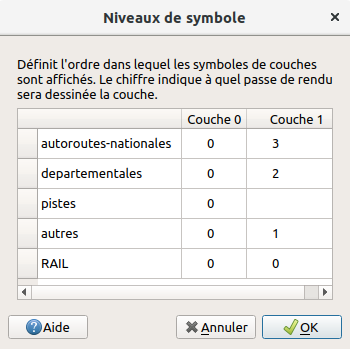 Niveaux de symbole
Définit l'ordre dans lequel les symboles de couches
sont affichés. Le chiffre indique à quel passe de rendu
sera dessinée la couche.
Couche 0 Couche 1
autoroutes-nationales 0 3
departementales 0 2
pistes 0
autres 0 1
RAIL 0 0
Aide Annuler OK